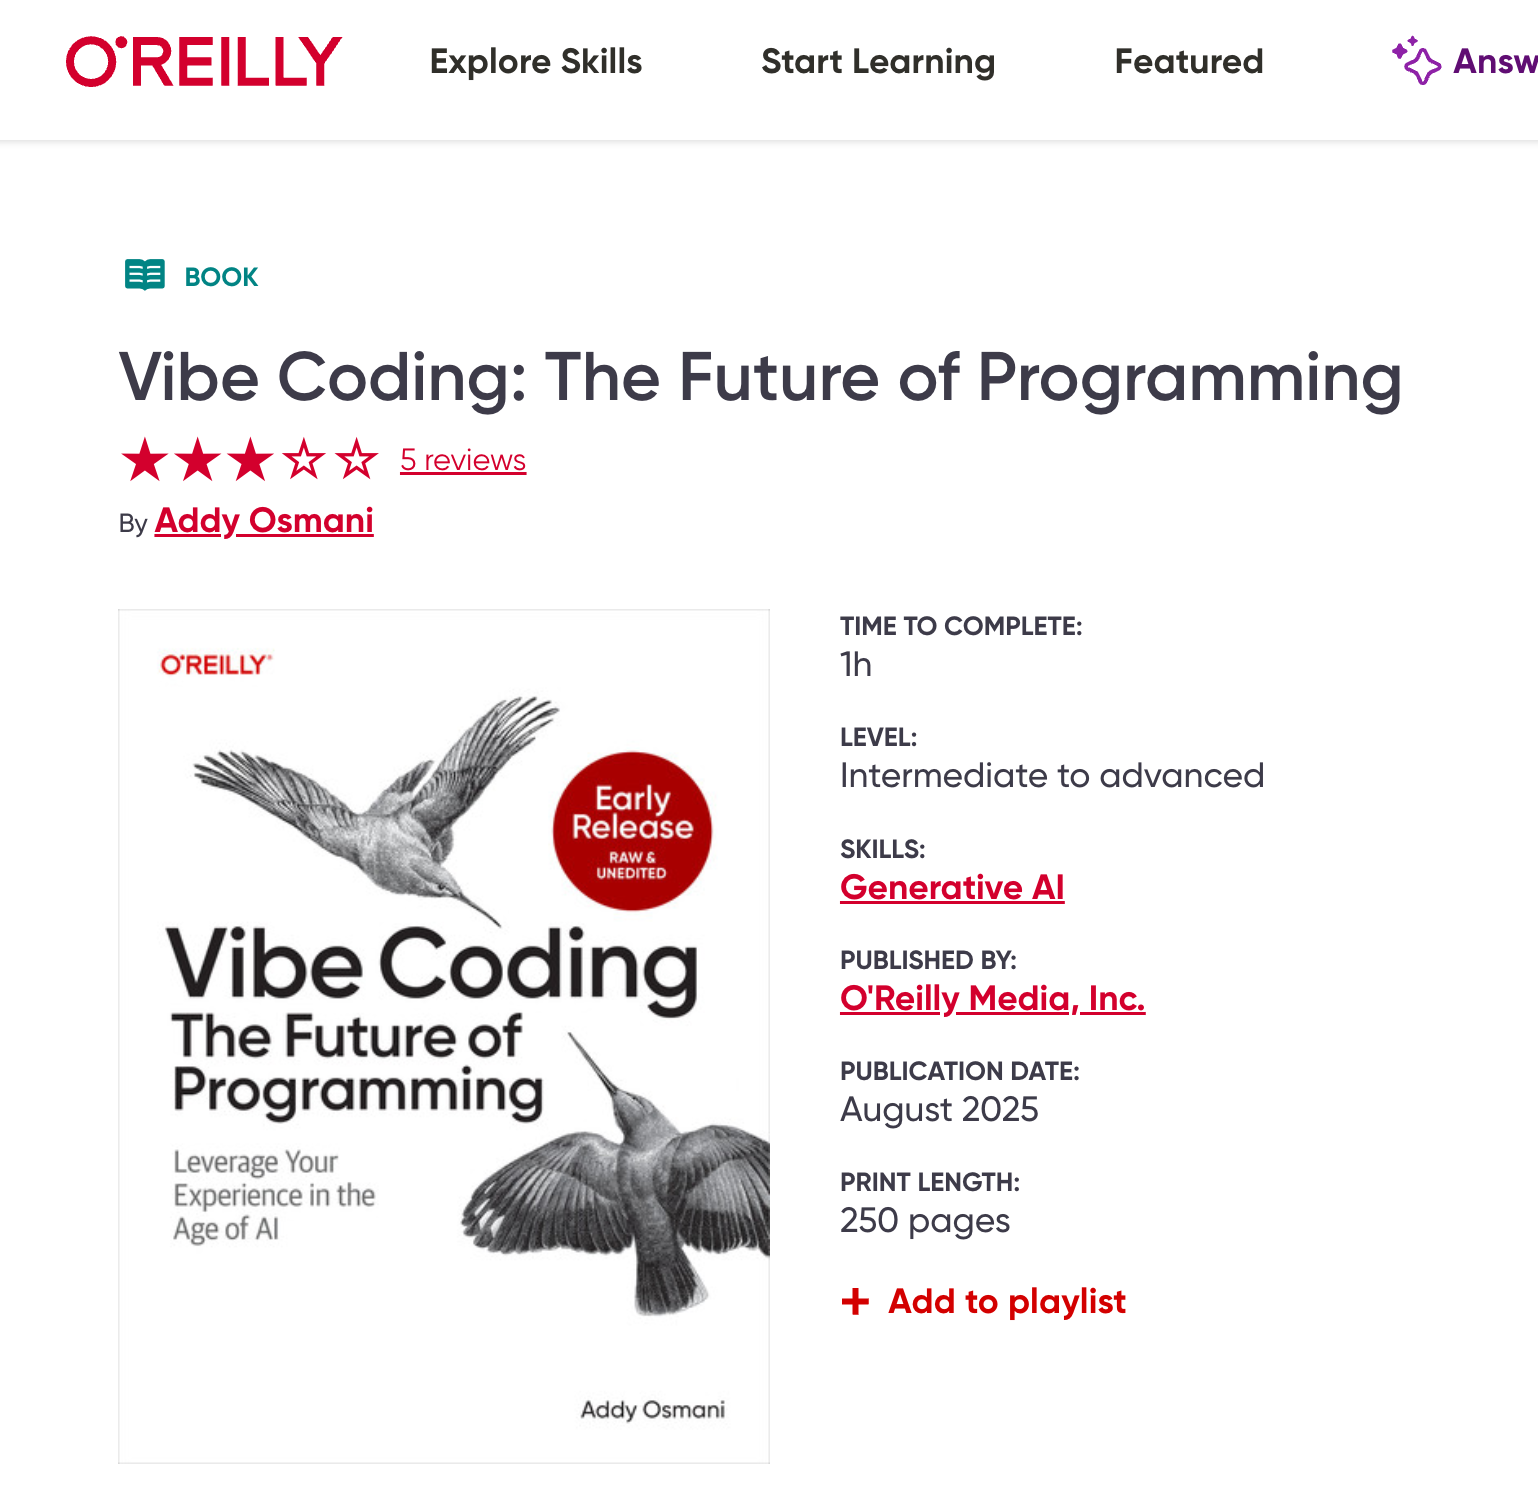 O'REILLY Explore Skills Start Learning Featured Answ
BOOK
Vibe Coding: The Future of Programming
5 reviews
By Addy Osmani
O'REILLY®
Early
Release
RAW &
UNEDITED
Vibe Coding
The Future of
Programming
Leverage Your
Experience in the
Age of AI
Addy Osmani
TIME TO COMPLETE:
1h
LEVEL:
Intermediate to advanced
SKILLS:
Generative AI
PUBLISHED BY:
O'Reilly Media, Inc.
PUBLICATION DATE:
August 2025
PRINT LENGTH:
250 pages
+ Add to playlist